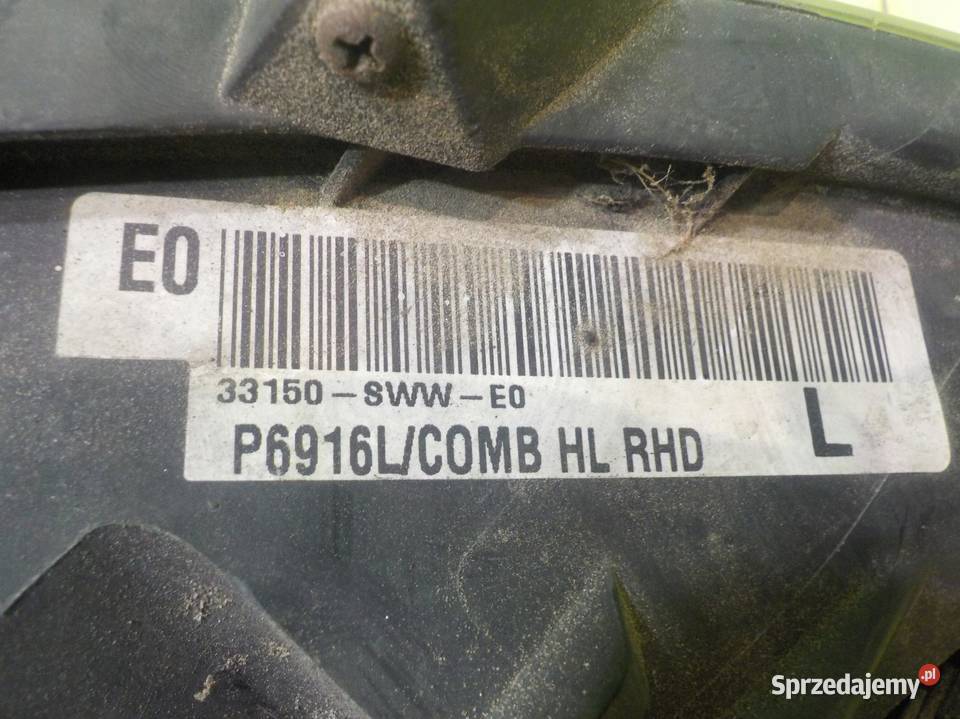 E0
33150-SWW-E0
P6916L/COMB HL RHD
L
Sprzedajemy.pl